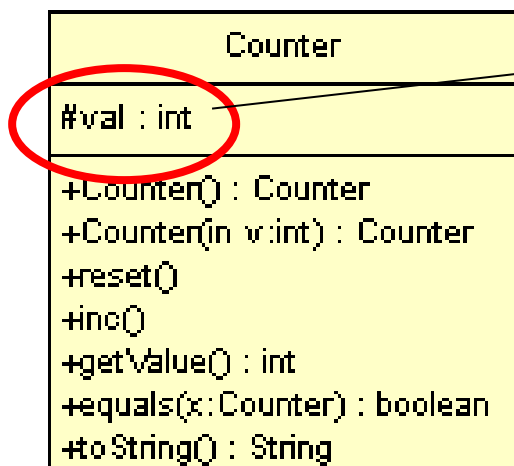 Counter
#val : int
+Counter() : Counter
+Counter(in v:int) : Counter
+reset()
+inc()
+getValue() : int
+equals(x:Counter) : boolean
+toString() : String